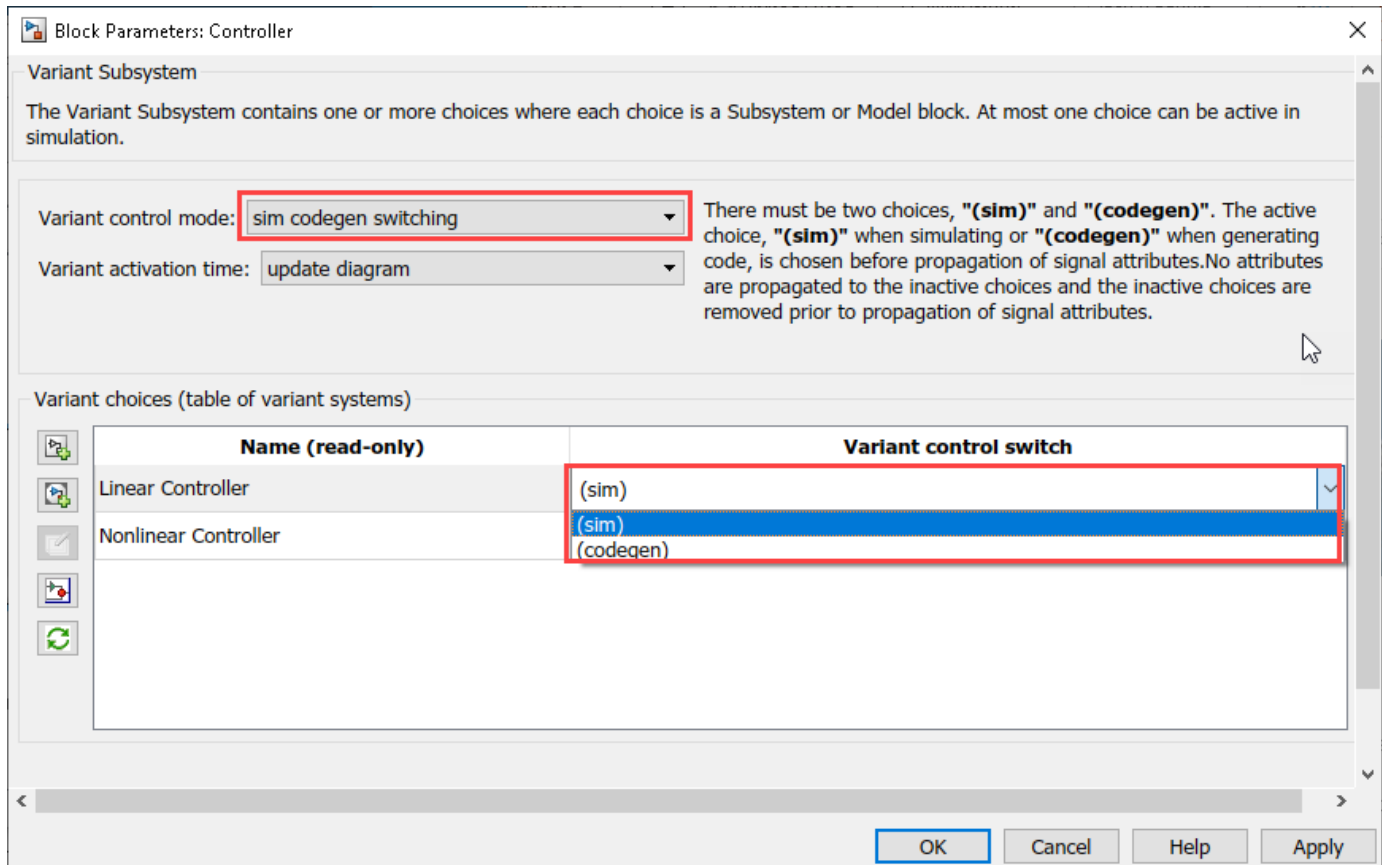 Block Parameters: Controller
Variant Subsystem
The Variant Subsystem contains one or more choices where each choice is a Subsystem or Model block. At most one choice can be active in
simulation.
Variant control mode: sim codegen switching
Variant activation time: update diagram
There must be two choices, "(sim)" and "(codegen)". The active
choice, "(sim)" when simulating or "(codegen)" when generating
code, is chosen before propagation of signal attributes.No attributes
are propagated to the inactive choices and the inactive choices are
removed prior to propagation of signal attributes.
Variant choices (table of variant systems)
Name (read-only) Variant control switch
Linear Controller (sim)
(sim)
Nonlinear Controller
(codegen)
OK Cancel Help Apply